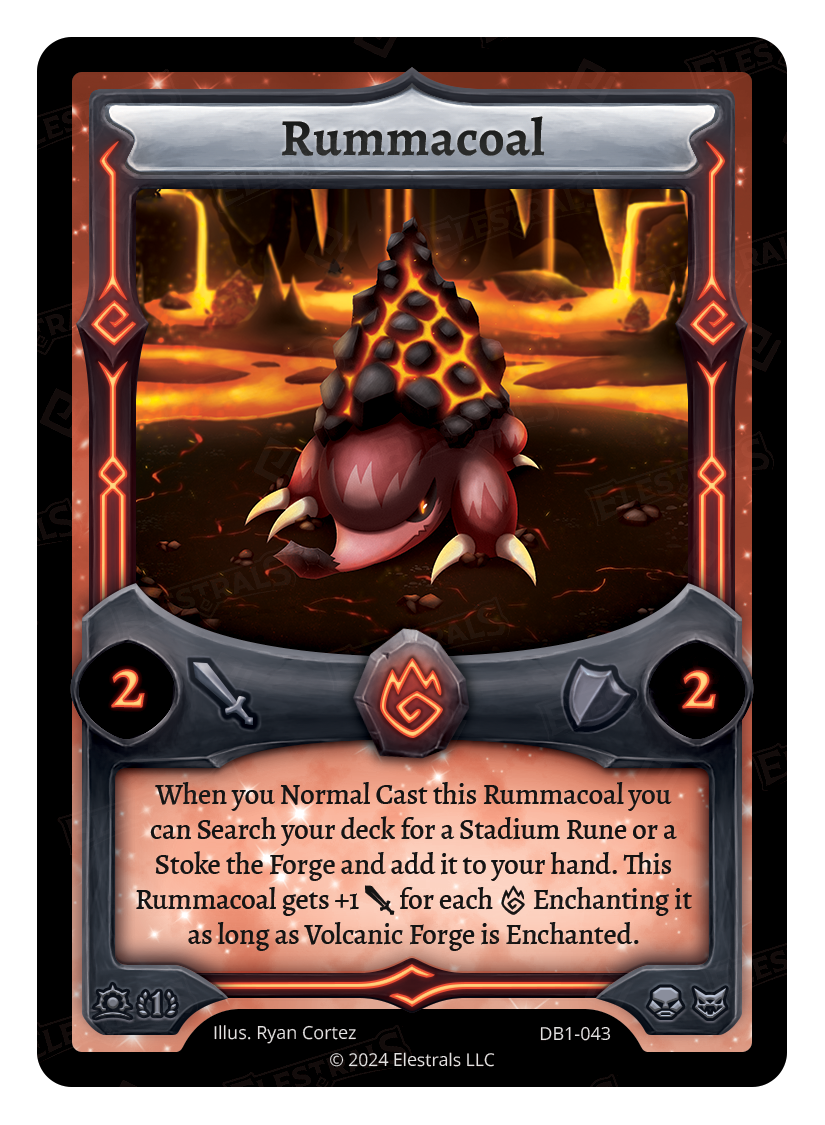 Rummacoal
2
2
When you Normal Cast this Rummacoal you
can Search your deck for a Stadium Rune or a
Stoke the Forge and add it to your hand. This
Rummacoal gets +1 for each Enchanting it
as long as Volcanic Forge is Enchanted.
1
Illus. Ryan Cortez
DB1-043
© 2024 Elestrals LLC